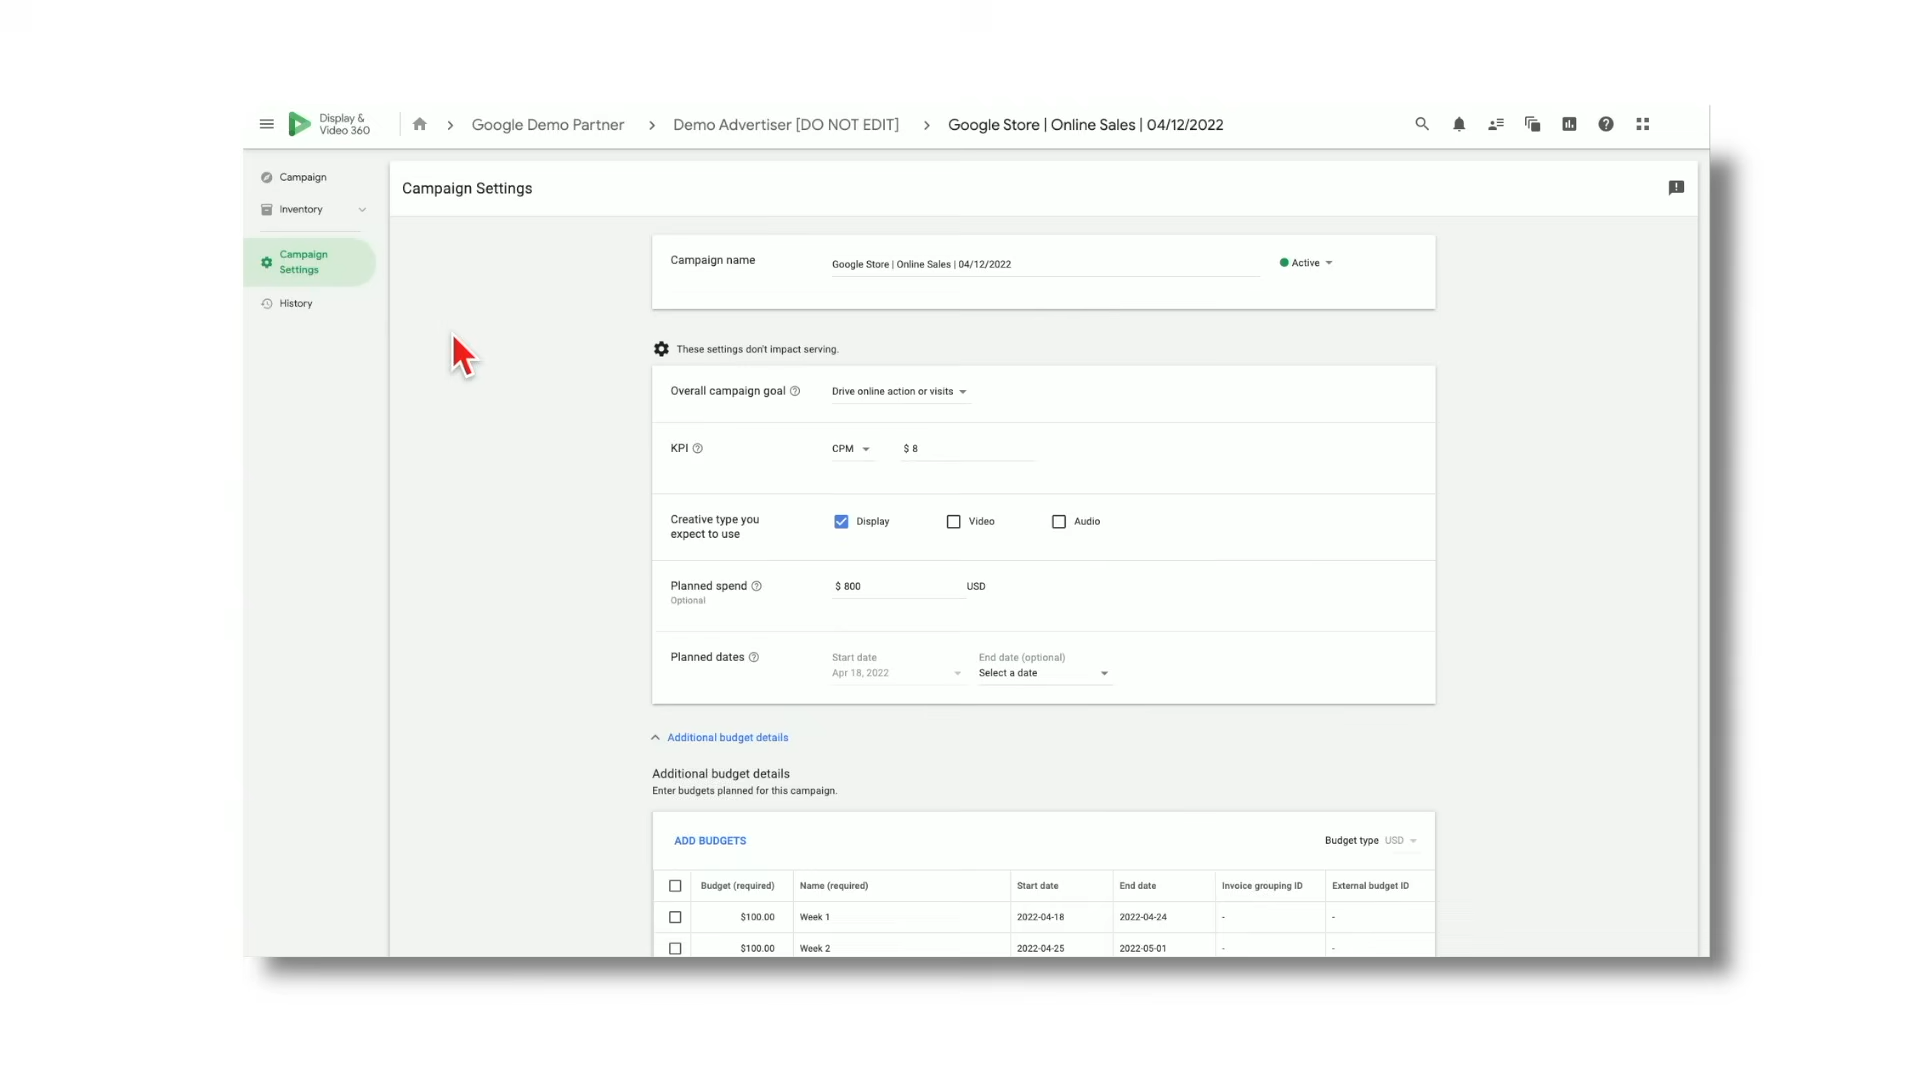 Display &
Video 360
Google Demo Partner
Demo Advertiser [DO NOT EDIT]
Google Store | Online Sales | 04/12/2022
Campaign
Inventory
Campaign
Settings
History
Campaign Settings
Campaign name
Google Store | Online Sales | 04/12/2022
Active
These settings don't impact serving.
Overall campaign goal
Drive online action or visits
KPI
CPM
$ 8
Creative type you
expect to use
Display
Video
Audio
Planned spend
Optional
$ 800
USD
Planned dates
Start date
Apr 18, 2022
End date (optional)
Select a date
Additional budget details
Additional budget details
Enter budgets planned for this campaign.
ADD BUDGETS
Budget type USD
Budget (required) Name (required) Start date End date Invoice grouping ID External budget ID
$100.00 Week 1 2022-04-18 2022-04-24 - -
$100.00 Week 2 2022-04-25 2022-05-01 - -